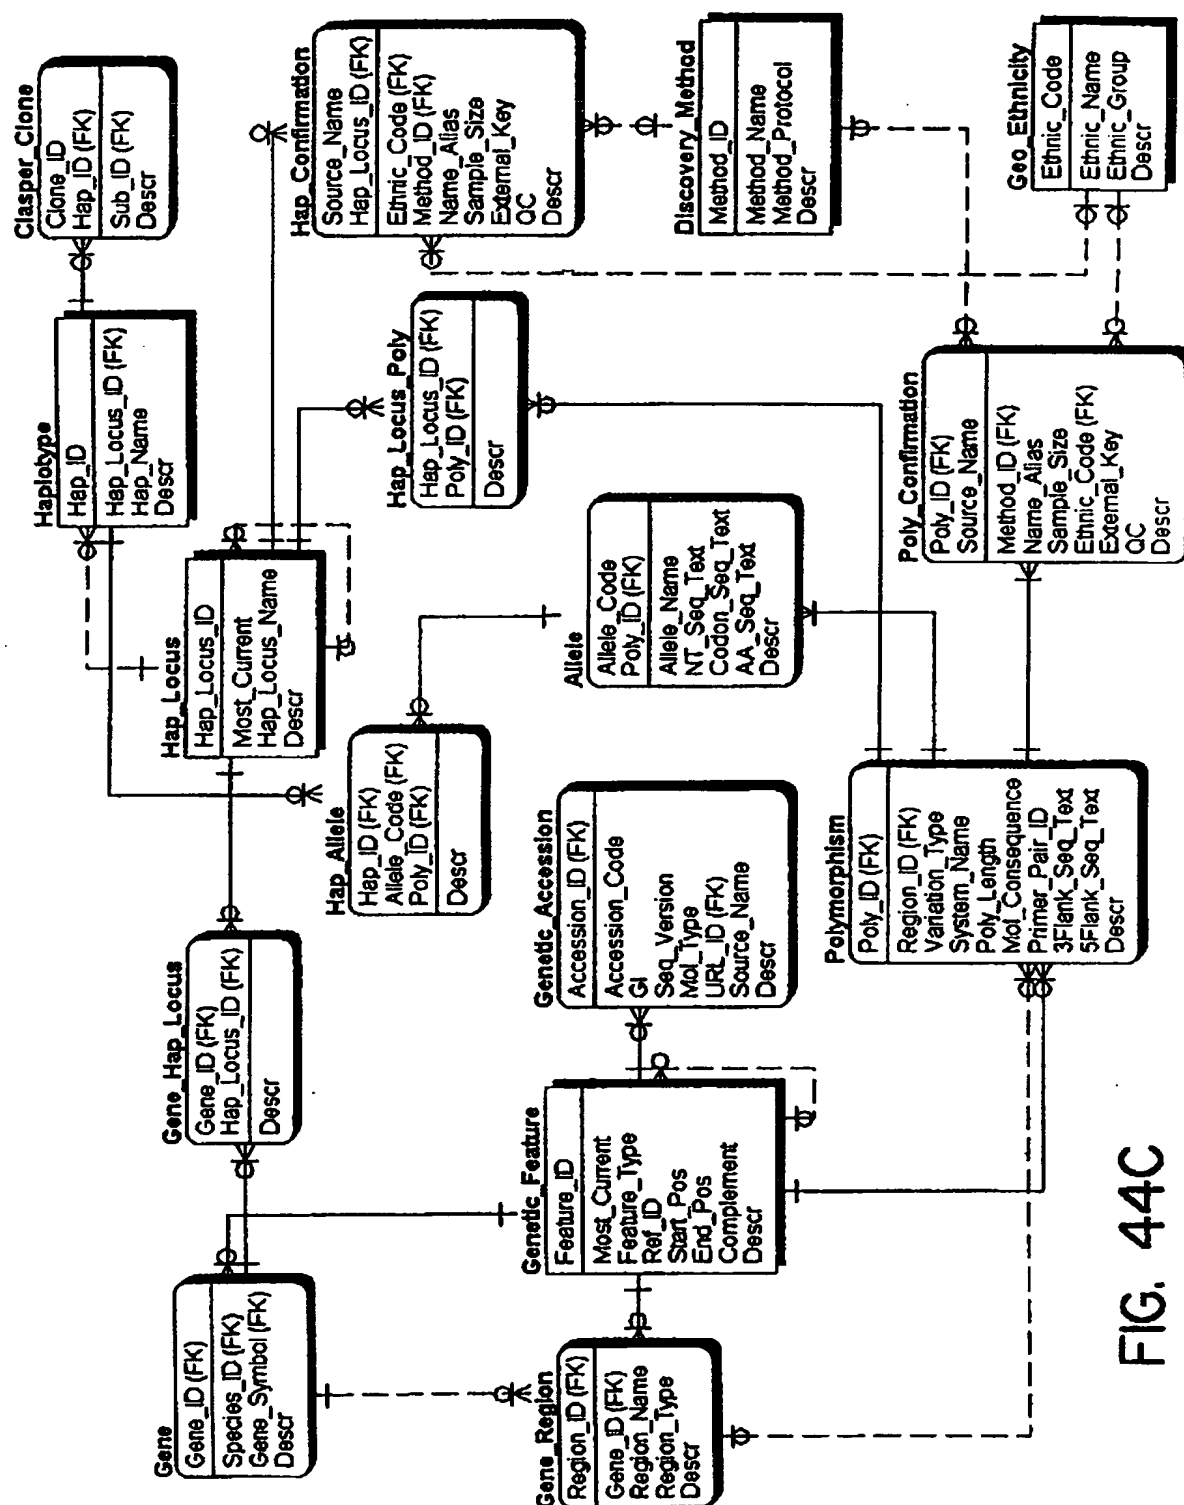 Gene
Gene_ID (FK)
Species_ID (FK)
Gene_Symbol (FK)
Descr
Gene_Hap_Locus
Gene_ID (FK)
Hap_Locus_ID (FK)
Descr
Hap_Locus
Hap_Locus_ID
Most_Current
Hap_Locus_Name
Descr
Haplotype
Hap_ID
Hap_Locus_ID (FK)
Hap_Name
Descr
Clasper_Clone
Clone_ID
Hap_ID (FK)
Sub_ID (FK)
Descr
Hap_Allele
Hap_ID (FK)
Allele_Code (FK)
Poly_ID (FK)
Descr
Hap_Locus_Poly
Hap_Locus_ID (FK)
Poly_ID (FK)
Descr
Hap_Confirmation
Source_Name
Hap_Locus_ID (FK)
Ethnic_Code (FK)
Method_ID (FK)
Name_Alias
Sample_Size
External_Key
QC
Descr
Gene_Region
Region_ID (FK)
Gene_ID (FK)
Region_Name
Region_Type
Descr
Genetic_Feature
Feature_ID
Most_Current
Feature_Type
Ref_ID
Start_Pos
End_Pos
Complement
Descr
Genetic_Accession
Accession_ID (FK)
Accession_Code
GI
Seq_Version
Mol_Type
URL_ID (FK)
Source_Name
Descr
Allele
Allele_Code
Poly_ID (FK)
Allele_Name
NT_Seq_Text
Codon_Seq_Text
AA_Seq_Text
Descr
Discovery_Method
Method_ID
Method_Name
Method_Protocol
Descr
Polymorphism
Poly_ID (FK)
Region_ID (FK)
Variation_Type
System_Name
Poly_Length
Mol_Consequence
Primer_Pair_ID
3Flank_Seq_Text
5Flank_Seq_Text
Descr
Poly_Confirmation
Poly_ID (FK)
Source_Name
Method_ID (FK)
Name_Alias
Sample_Size
Ethnic_Code (FK)
External_Key
QC
Descr
Geo_Ethnicity
Ethnic_Code
Ethnic_Name
Ethnic_Group
Descr
FIG. 44C